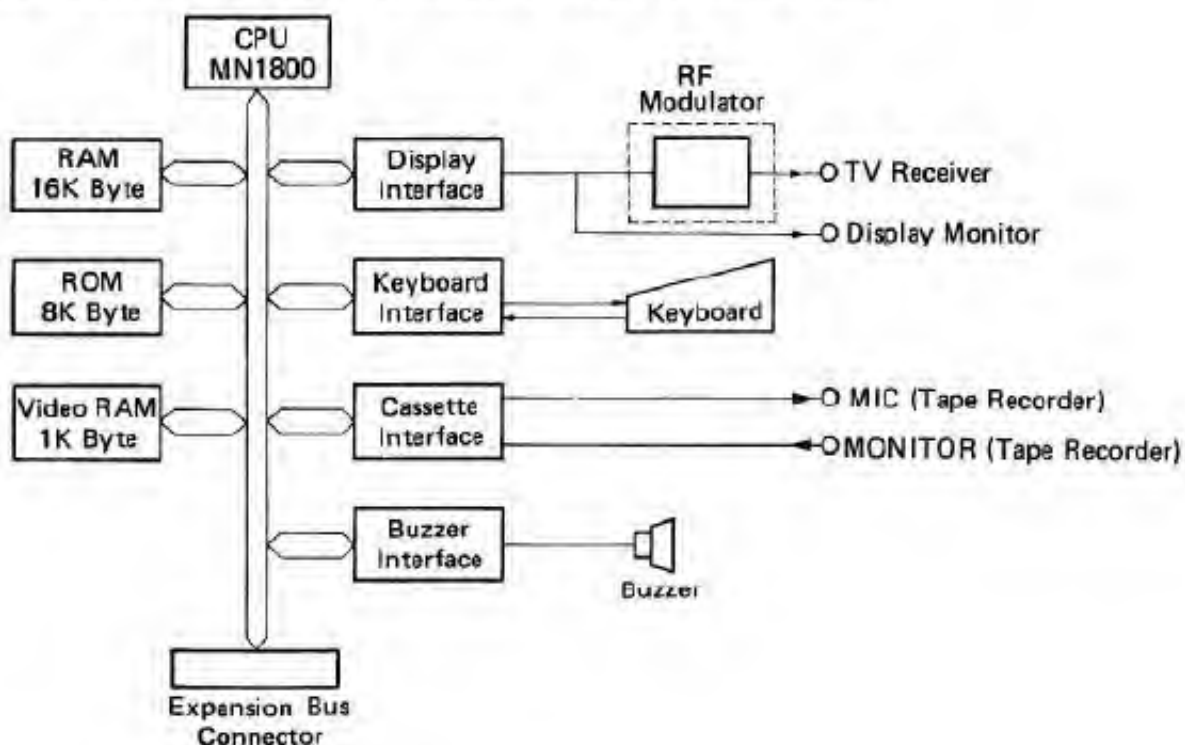 CPU
MN1800
RF
Modulator
RAM
16K Byte
Display
Interface
TV Receiver
Display Monitor
ROM
8K Byte
Keyboard
Interface
Keyboard
Video RAM
1K Byte
Cassette
Interface
MIC (Tape Recorder)
MONITOR (Tape Recorder)
Buzzer
Interface
Buzzer
Expansion Bus
Connector